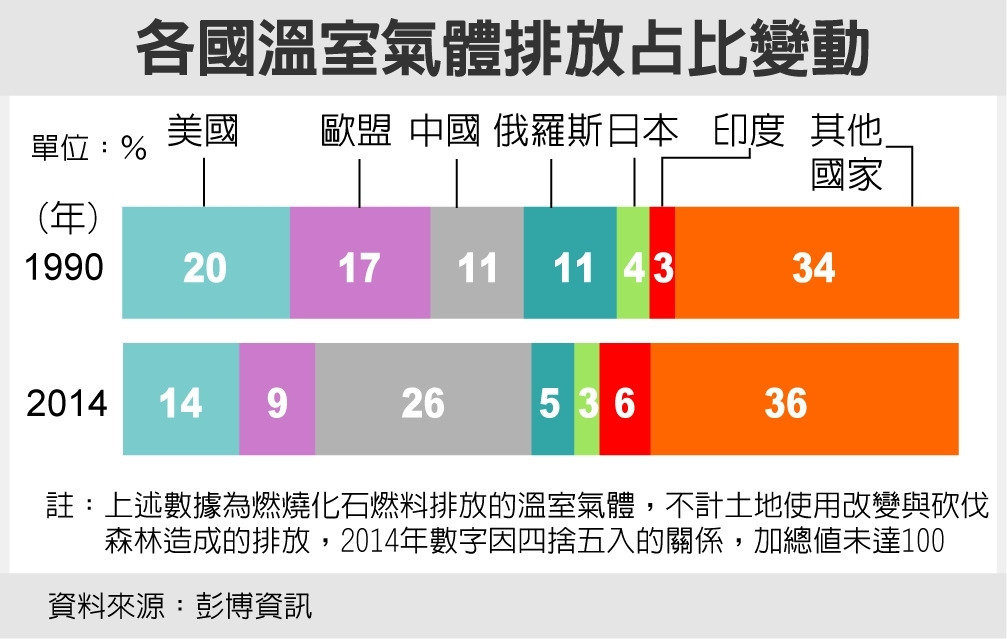 各國溫室氣體排放占比變動
單位：%
美國 歐盟 中國 俄羅斯 日本 印度 其他
國家
（年）
1990 20 17 11 11 4 3 34
2014 14 9 26 5 3 6 36
註：上述數據為燃燒化石燃料排放的溫室氣體，不計土地使用改變與砍伐
森林造成的排放，2014年數字因四捨五入的關係，加總值未達100
資料來源：彭博資訊